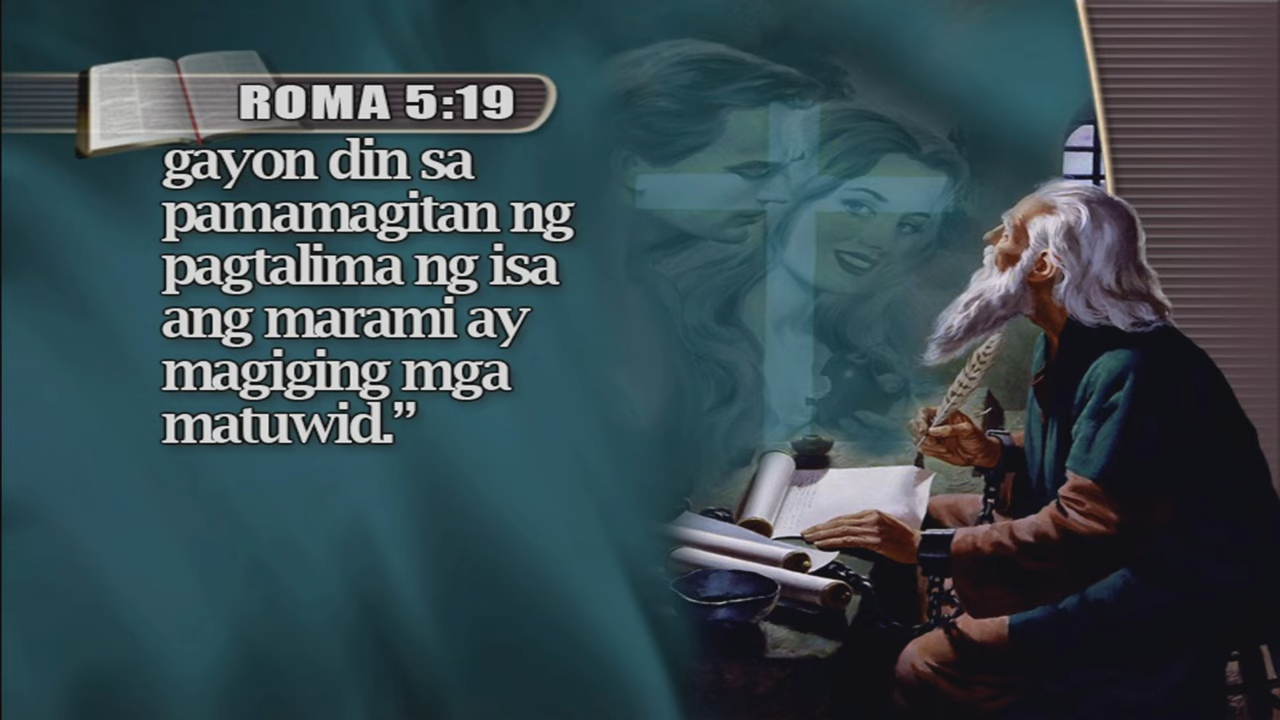 ROMA 5:19
gayon din sa
pamamagitan ng
pagtalima ng isa
ang marami ay
magiging mga
matuwid.”